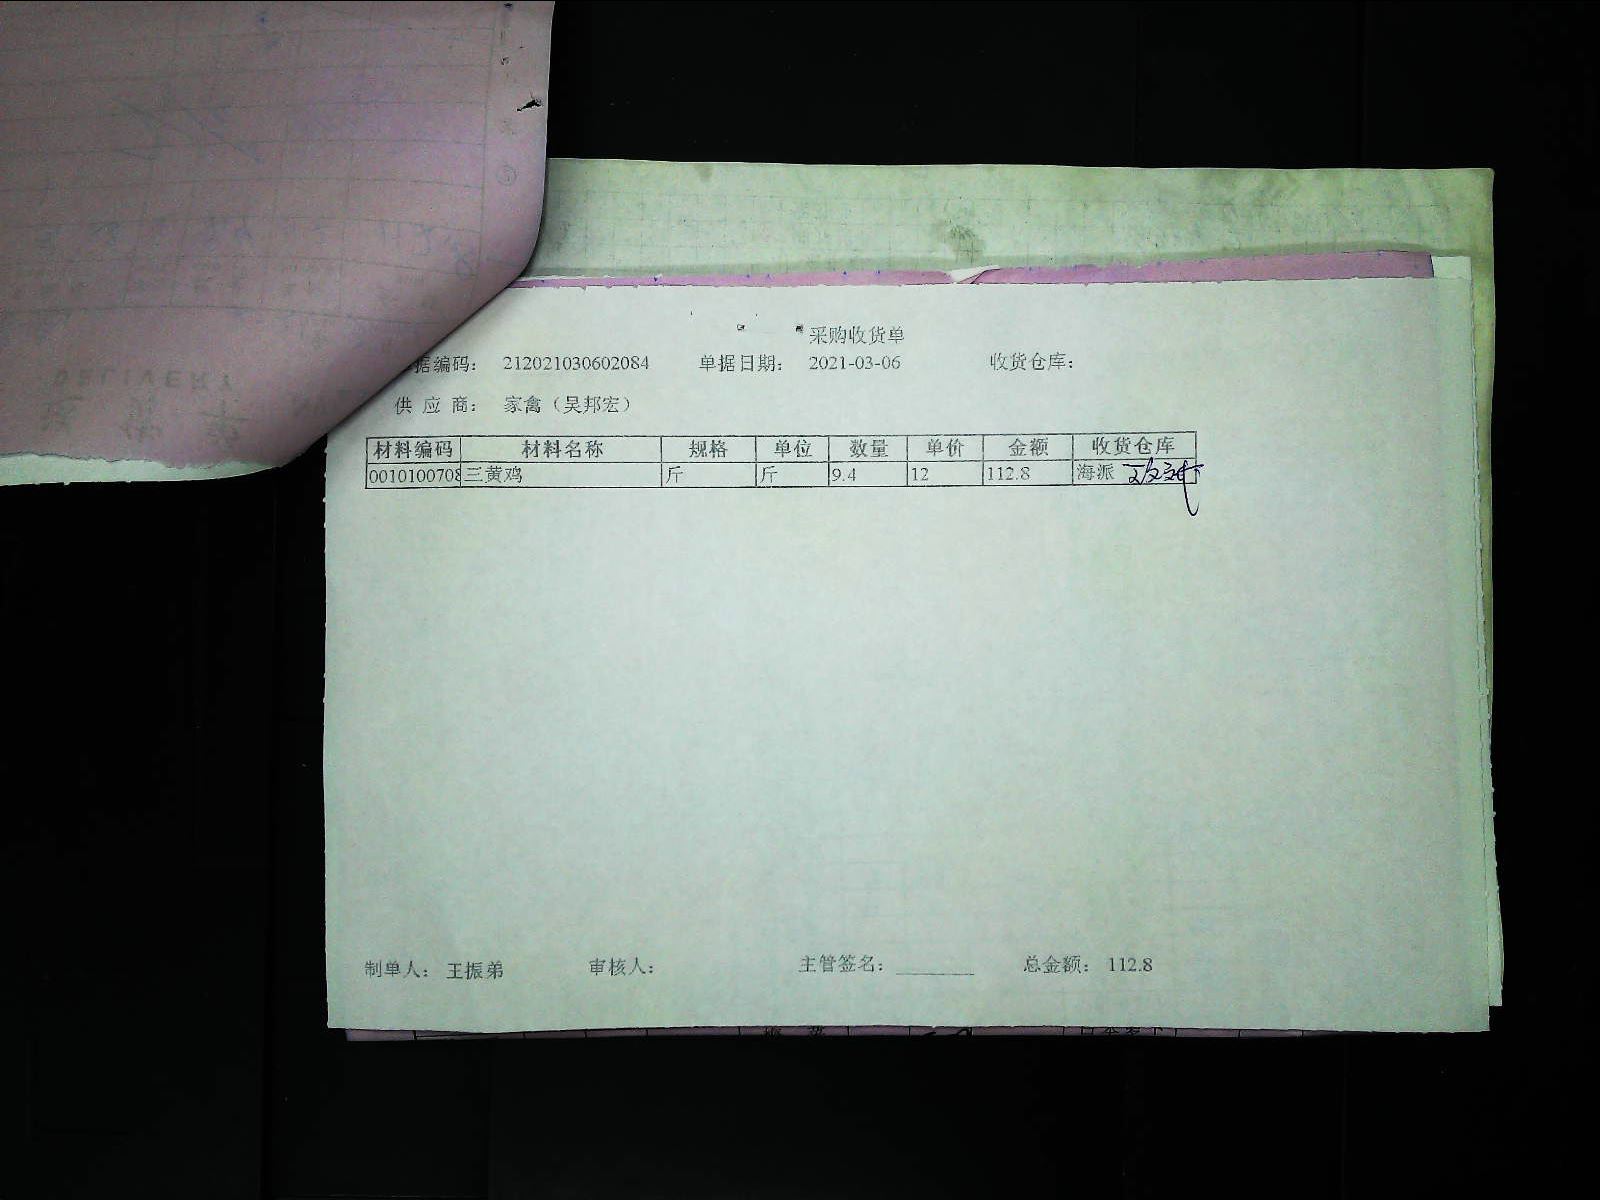 采购收货单
据编码： 212021030602084 单据日期： 2021-03-06 收货仓库：
供 应 商： 家禽（吴邦宏）
材料编码 材料名称 规格 单位 数量 单价 金额 收货仓库
0010100708 三黄鸡 斤 斤 9.4 12 112.8 海派
制单人： 王振弟 审核人： 主管签名： 总金额： 112.8